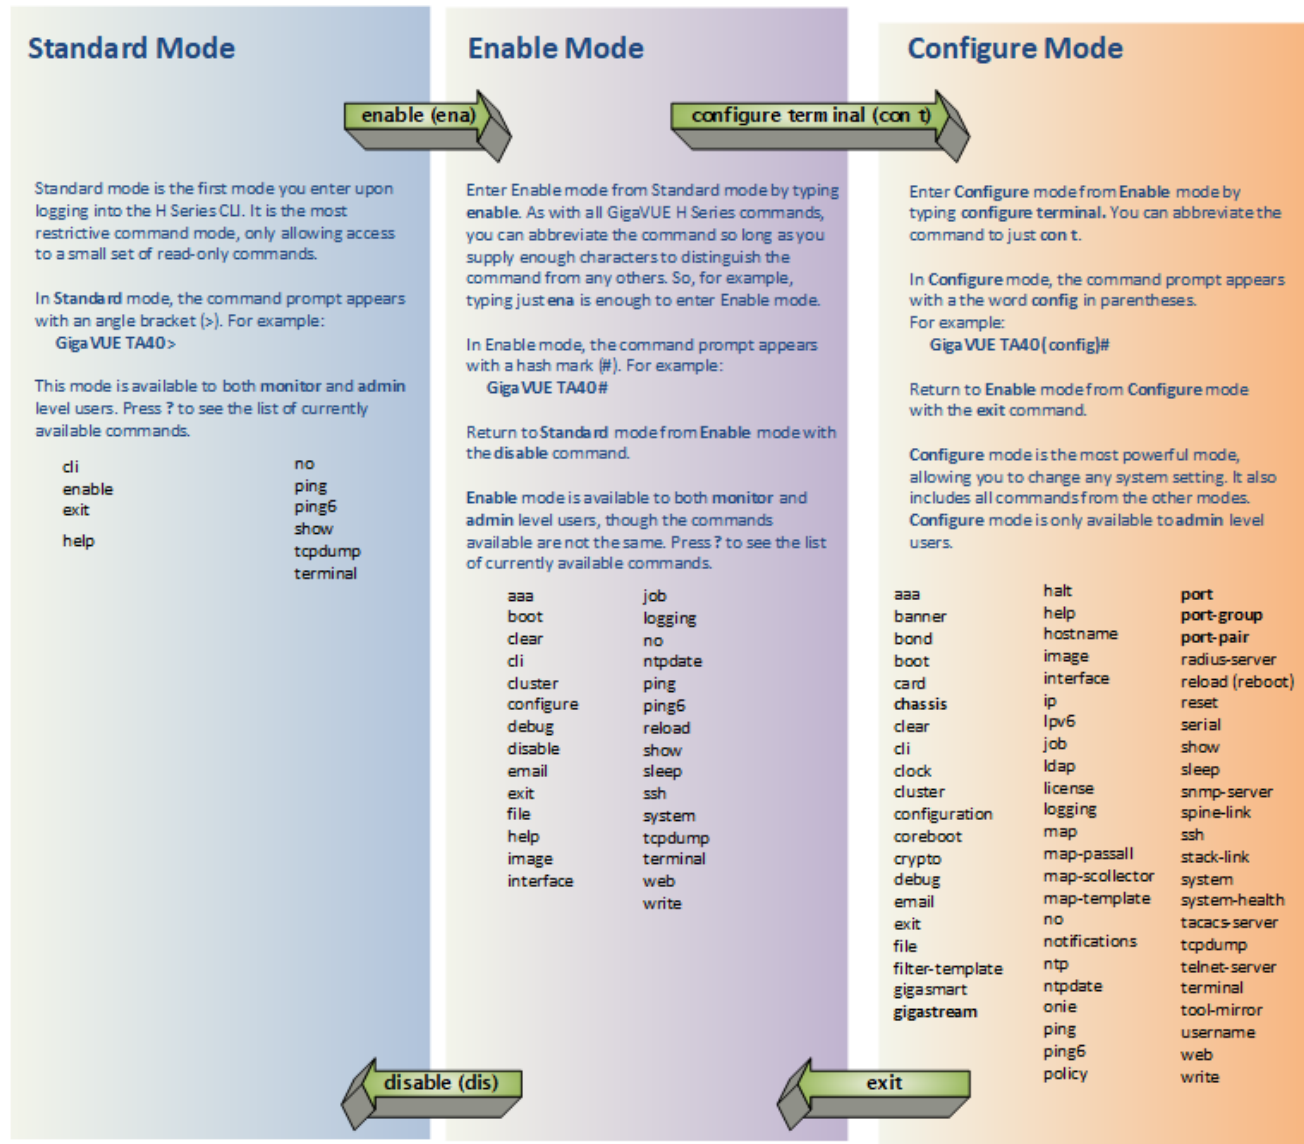 Standard Mode
enable (ena)
Standard mode is the first mode you enter upon
logging into the H Series CLI. It is the most
restrictive command mode, only allowing access
to a small set of read-only commands.
In Standard mode, the command prompt appears
with an angle bracket (>). For example:
GigaVUE TA40>
This mode is available to both monitor and admin
level users. Press ? to see the list of currently
available commands.
cli
enable
exit
help
no
ping
ping6
show
tcpdump
terminal
disable (dis)
Enable Mode
configure terminal (con t)
Enter Enable mode from Standard mode by typing
enable. As with all GigaVUE H Series commands,
you can abbreviate the command so long as you
supply enough characters to distinguish the
command from any others. So, for example,
typing just ena is enough to enter Enable mode.
In Enable mode, the command prompt appears
with a hash mark (#). For example:
GigaVUE TA40#
Return to Standard mode from Enable mode with
the disable command.
Enable mode is available to both monitor and
admin level users, though the commands
available are not the same. Press ? to see the list
of currently available commands.
aaa
boot
clear
cli
cluster
configure
debug
disable
email
exit
file
help
image
interface
job
logging
no
ntpdate
ping
ping6
reload
show
sleep
ssh
system
tcpdump
terminal
web
write
exit
Configure Mode
Enter Configure mode from Enable mode by
typing configure terminal. You can abbreviate the
command to just con t.
In Configure mode, the command prompt appears
with a the word config in parentheses.
For example:
GigaVUE TA40(config)#
Return to Enable mode from Configure mode
with the exit command.
Configure mode is the most powerful mode,
allowing you to change any system setting. It also
includes all commands from the other modes.
Configure mode is only available to admin level
users.
aaa
banner
bond
boot
card
chassis
clear
cli
clock
cluster
configuration
coreboot
crypto
debug
email
exit
file
filter-template
gigasmart
gigastream
halt
help
hostname
image
interface
ip
Ipv6
job
ldap
license
logging
map
map-passall
map-scollector
map-template
no
notifications
ntp
ntpdate
onie
ping
ping6
policy
port
port-group
port-pair
radius-server
reload (reboot)
reset
serial
show
sleep
snmp-server
spine-link
ssh
stack-link
system
system-health
tacacs-server
tcpdump
telnet-server
terminal
tool-mirror
username
web
write